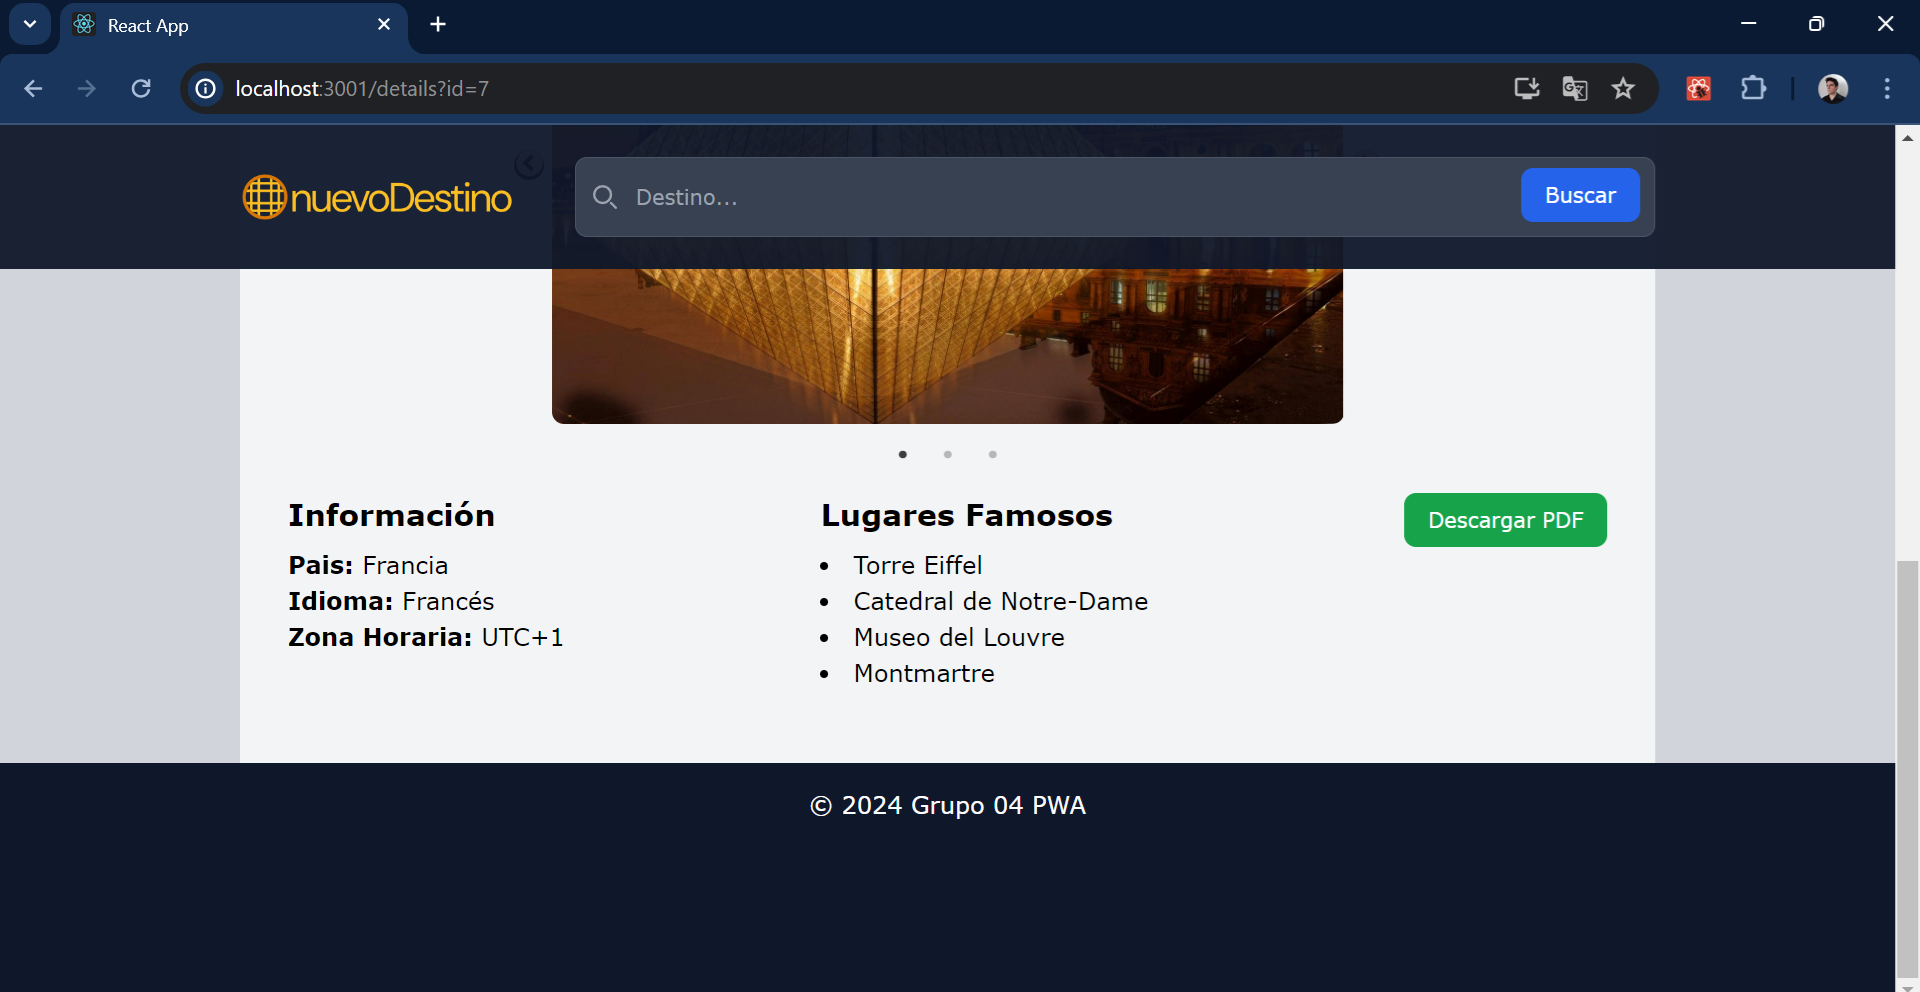 React App
localhost:3001/details?id=7
nuevoDestino
Destino...
Buscar
Información
Pais: Francia
Idioma: Francés
Zona Horaria: UTC+1
Lugares Famosos
• Torre Eiffel
• Catedral de Notre-Dame
• Museo del Louvre
• Montmartre
Descargar PDF
© 2024 Grupo 04 PWA